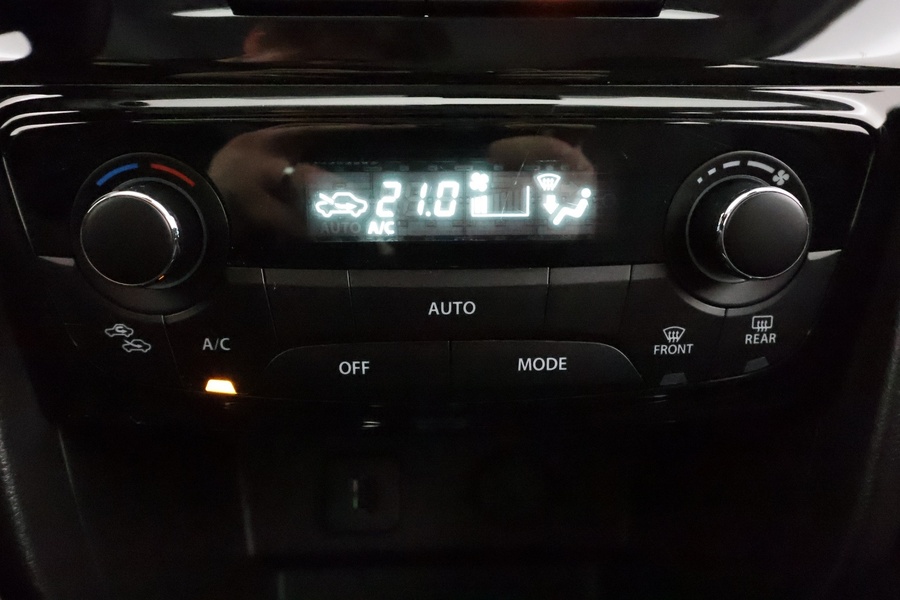 21.0
AUTO A/C
AUTO
A/C
OFF
MODE
FRONT
REAR